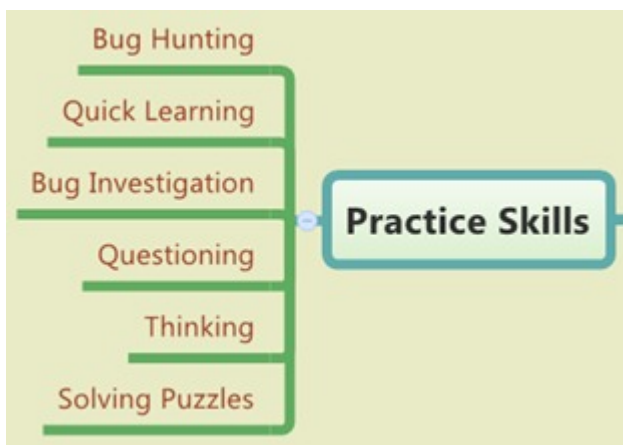 Bug Hunting
Quick Learning
Bug Investigation
Practice Skills
Questioning
Thinking
Solving Puzzles